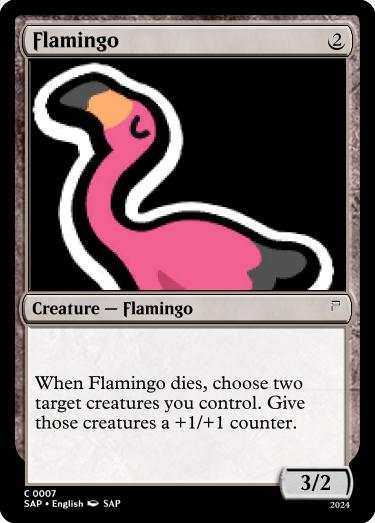 Flamingo 2
Creature — Flamingo
When Flamingo dies, choose two
target creatures you control. Give
those creatures a +1/+1 counter.
3/2
C 0007
SAP • English SAP
2024